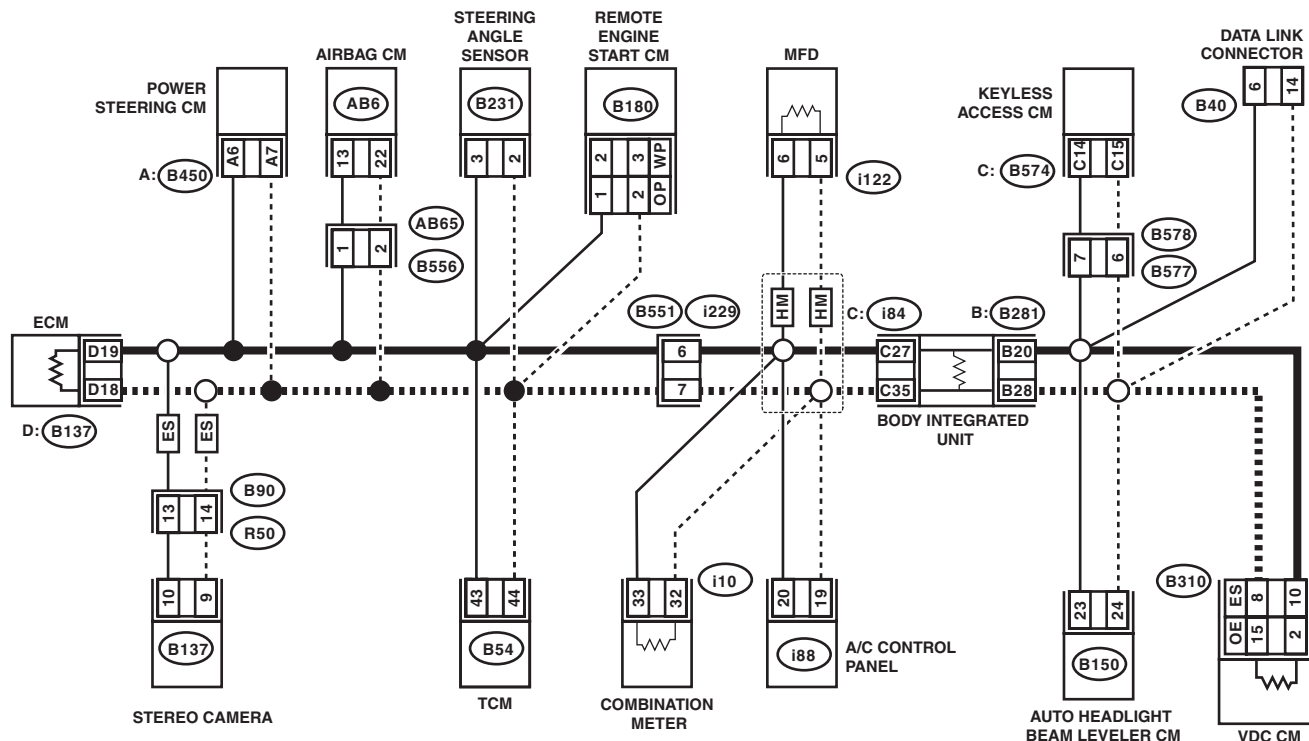 STEERING
ANGLE
SENSOR
REMOTE
ENGINE
START CM
DATA LINK
CONNECTOR
AIRBAG CM
MFD
POWER
STEERING CM
KEYLESS
ACCESS CM
AB6
B231
B180
6
14
B40
A6
A7
13
22
3
2
2
3
WP
6
5
C14
C15
A: B450
1
2
OP
i122
C: B574
AB65
B556
1
2
7
6
B578
B577
HM
HM
B551
i229
C: i84
B: B281
ECM
D19
6
C27
B20
D18
7
C35
B28
D: B137
BODY INTEGRATED
UNIT
ES
ES
13
14
B90
R50
10
9
43
44
33
32
i10
20
19
23
24
B310
ES
8
10
OE
15
2
B137
B54
i88
A/C CONTROL
PANEL
B150
STEREO CAMERA
TCM
COMBINATION
METER
AUTO HEADLIGHT
BEAM LEVELER CM
VDC CM